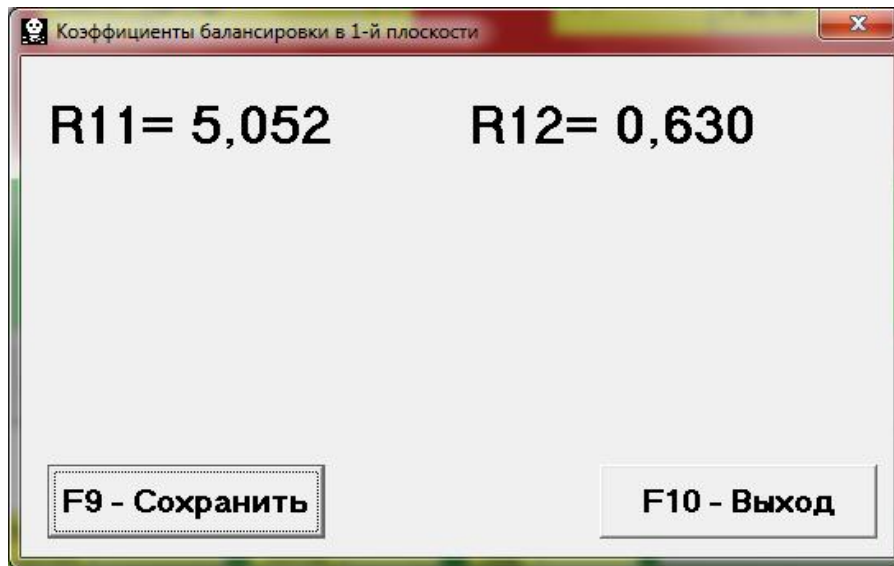 Коэффициенты балансировки в 1-й плоскости
R11= 5,052 R12= 0,630
F9 - Сохранить F10 - Выход